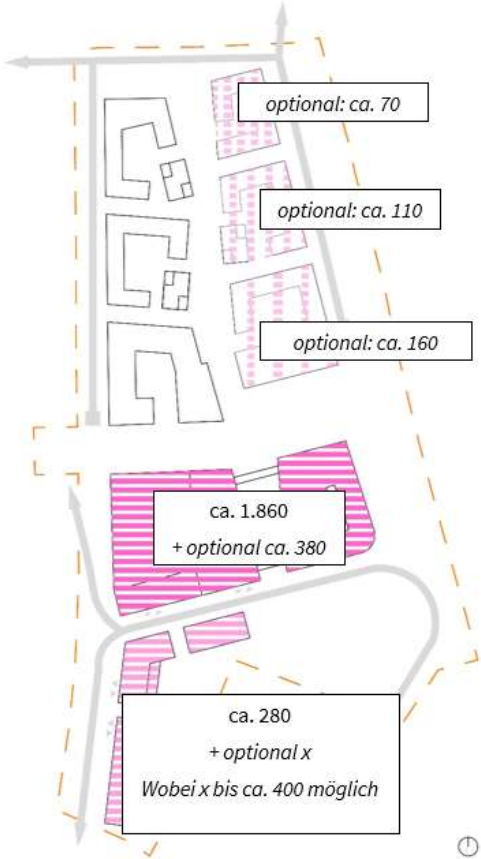 optional: ca. 70
optional: ca. 110
optional: ca. 160
ca. 1.860
+ optional ca. 380
ca. 280
+ optional x
Wobei x bis ca. 400 möglich